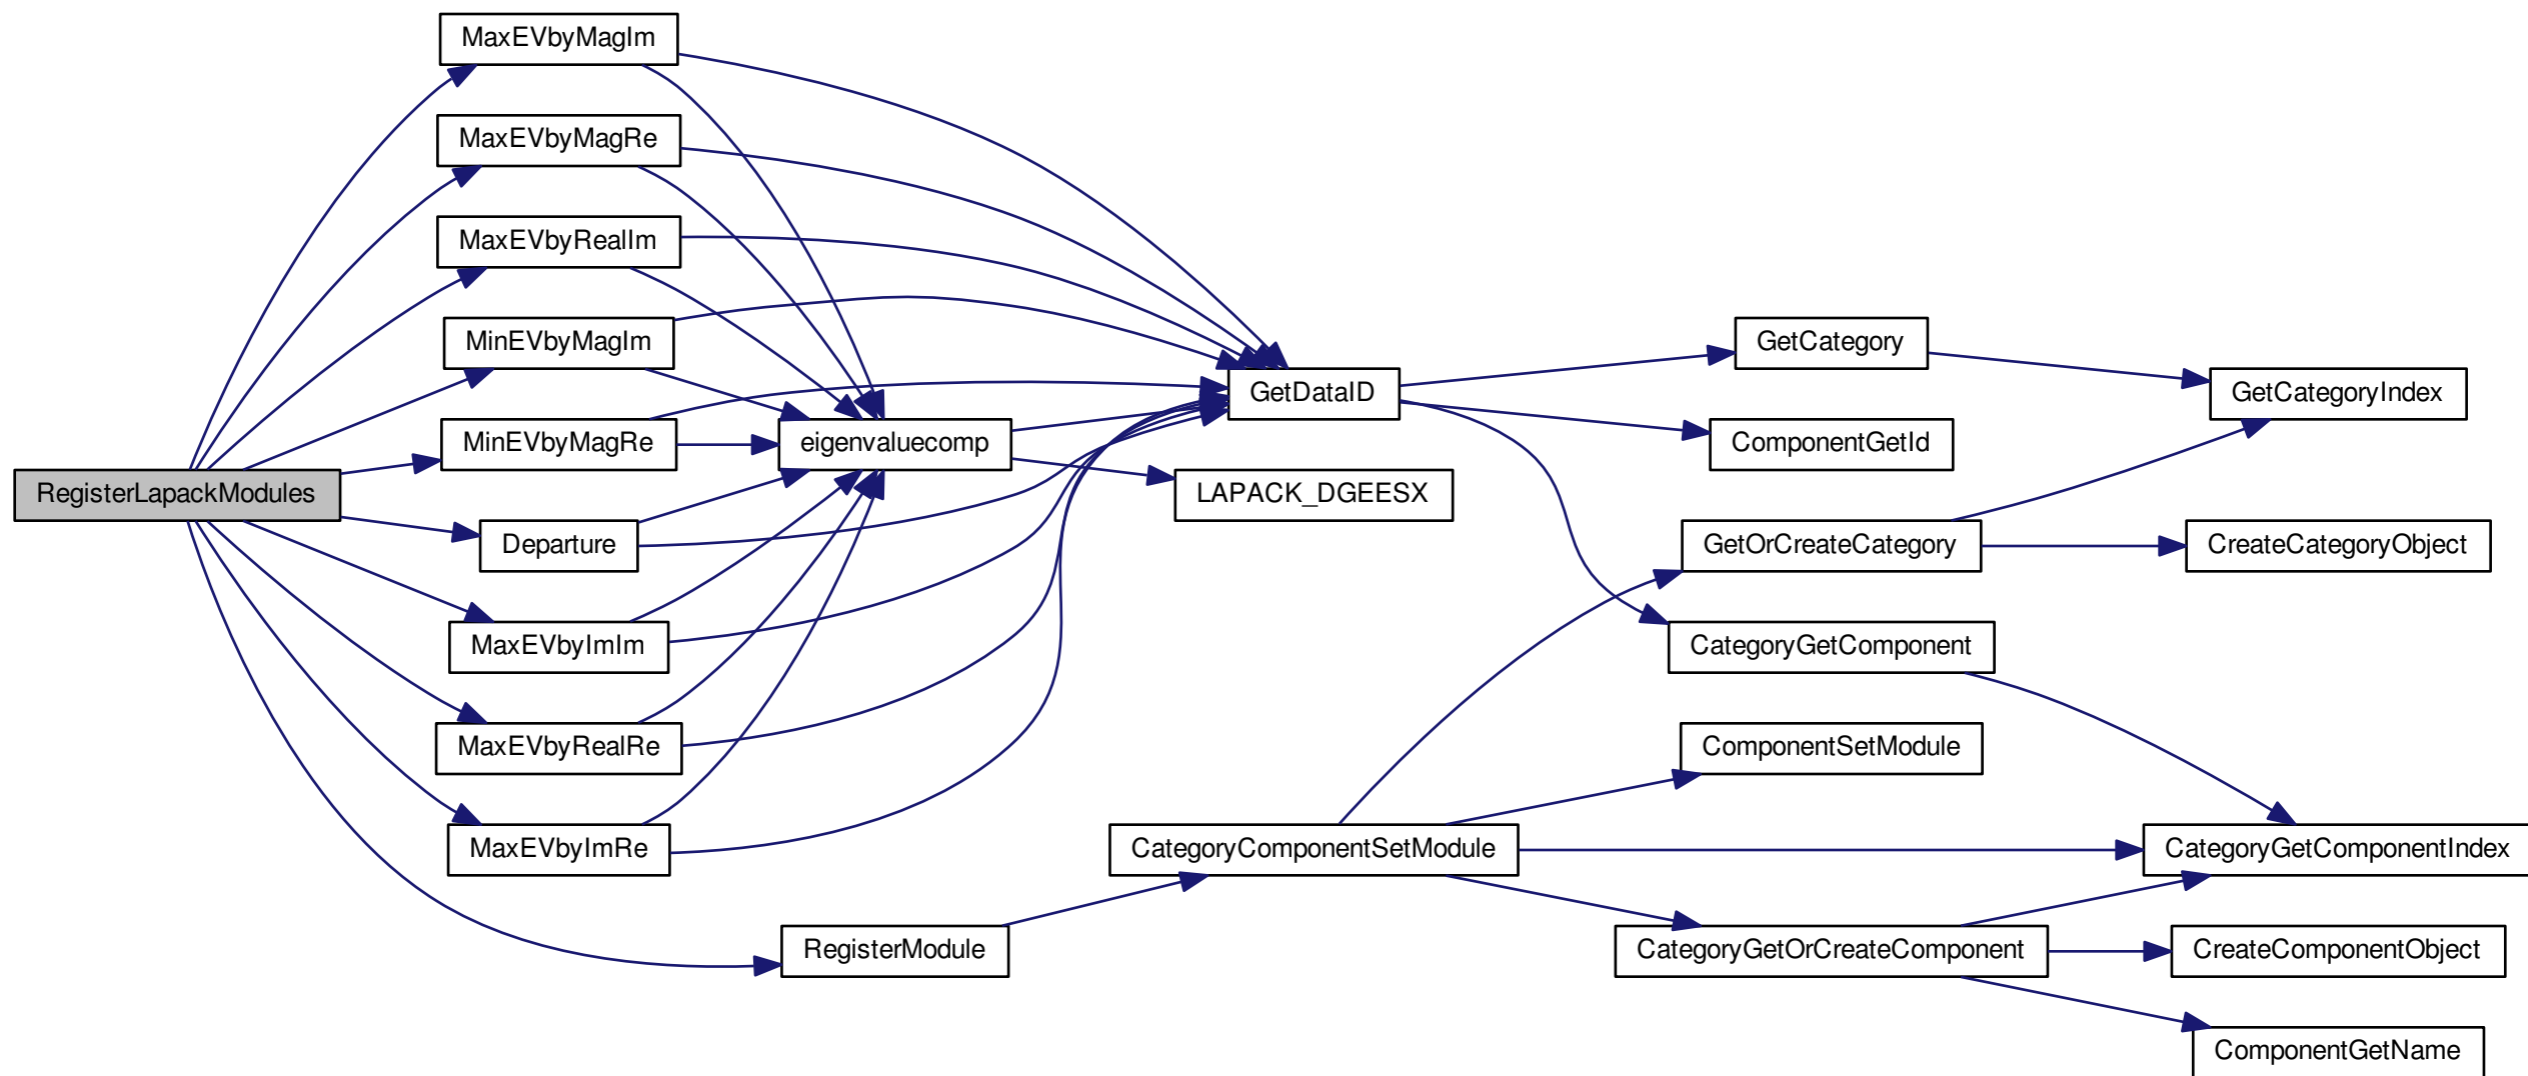 MaxEVbyMagIm
MaxEVbyMagRe
MaxEVbyRealIm
MinEVbyMagIm
MinEVbyMagRe
RegisterLapackModules
Departure
MaxEVbyImIm
MaxEVbyRealRe
MaxEVbyImRe
RegisterModule
eigenvaluecomp
GetDataID
LAPACK_DGEESX
CategoryComponentSetModule
GetCategory
ComponentGetId
GetOrCreateCategory
CategoryGetComponent
ComponentSetModule
CategoryGetOrCreateComponent
GetCategoryIndex
CreateCategoryObject
CategoryGetComponentIndex
CreateComponentObject
ComponentGetName